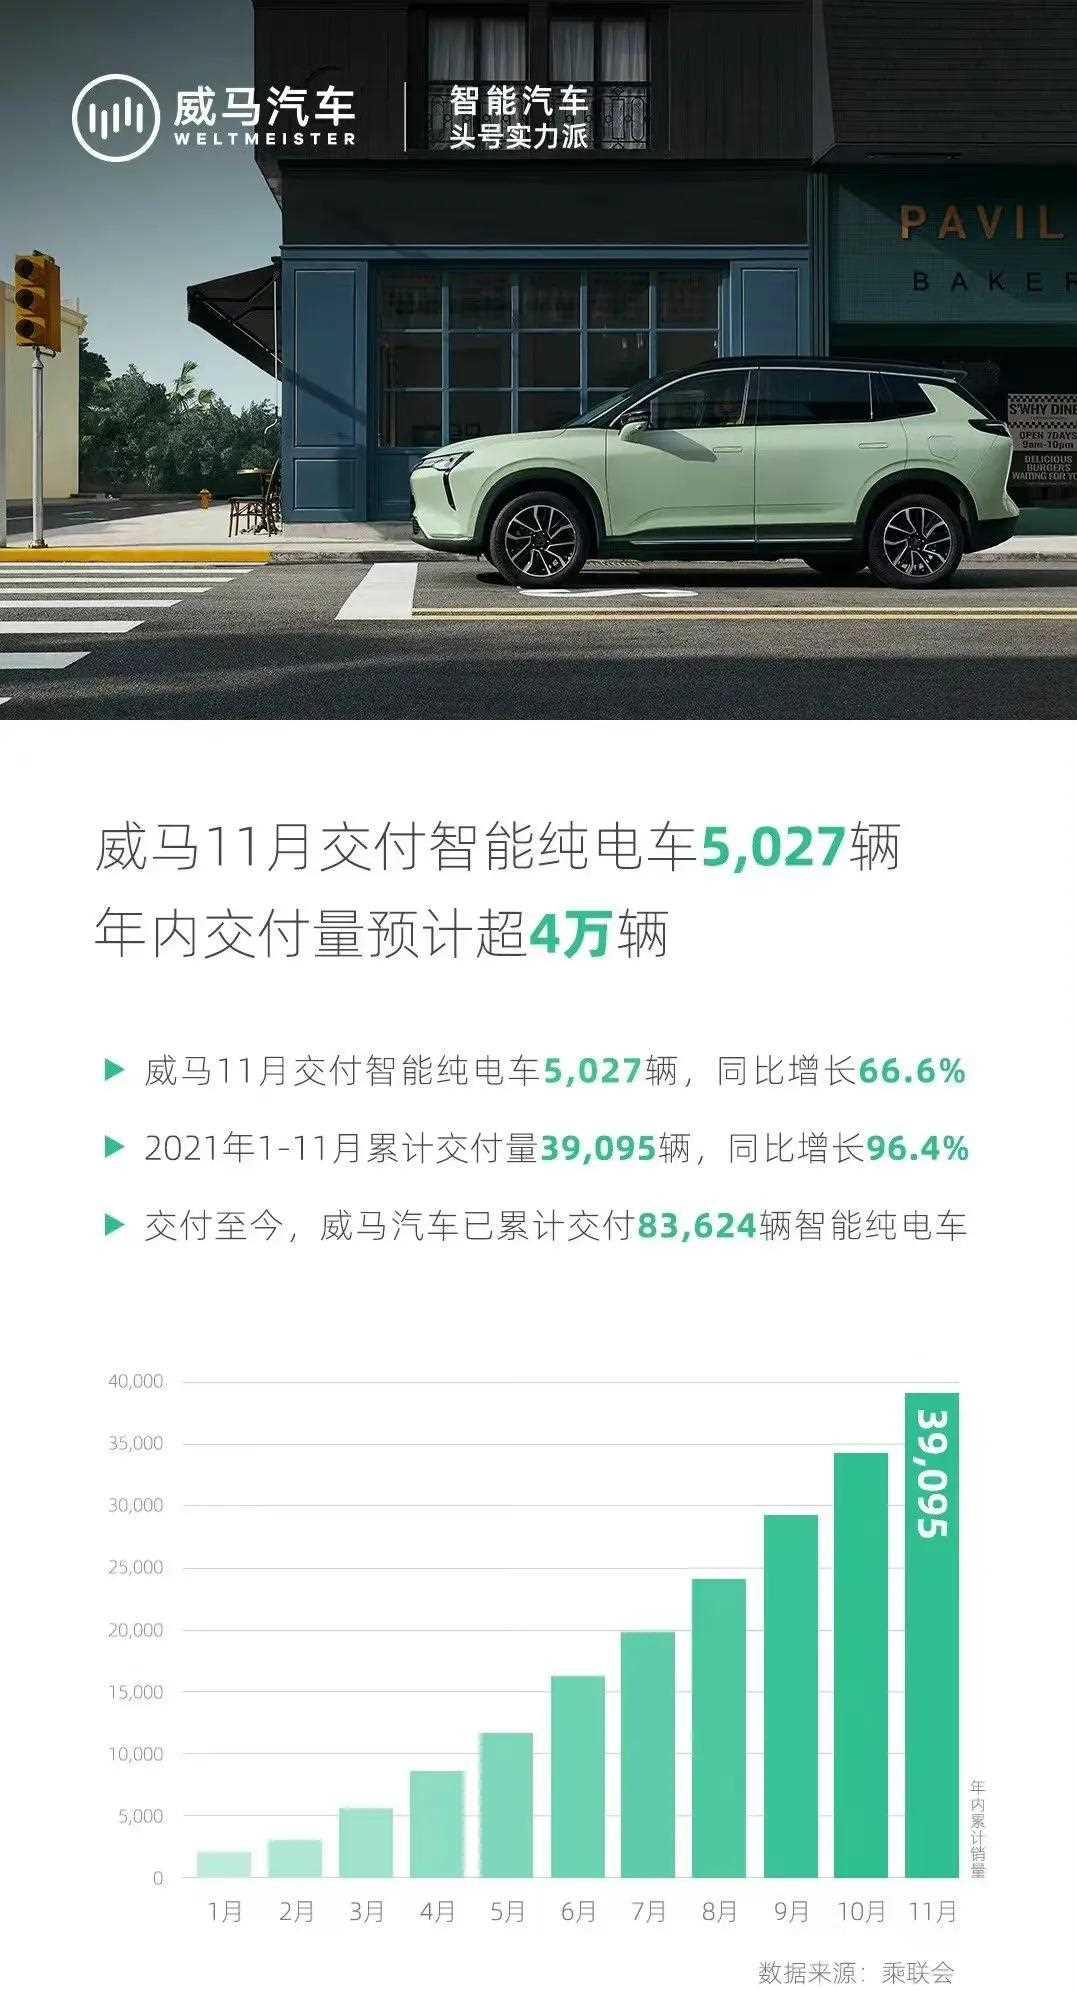 威马汽车
WELTMEISTER
智能汽车
头号实力派
PAVIL
BAKER
S'WHY DINE
OPEN 7DAYS
9am-10pm
DELICIOUS
BURGERS
WAITING FOR YO
威马11月交付智能纯电车5,027辆
年内交付量预计超4万辆
威马11月交付智能纯电车5,027辆，同比增长66.6%
2021年1-11月累计交付量39,095辆，同比增长96.4%
交付至今，威马汽车已累计交付83,624辆智能纯电车
40,000
35,000
30,000
25,000
20,000
15,000
10,000
5,000
0
39,095
年内累计销量
1月 2月 3月 4月 5月 6月 7月 8月 9月 10月 11月
数据来源：乘联会